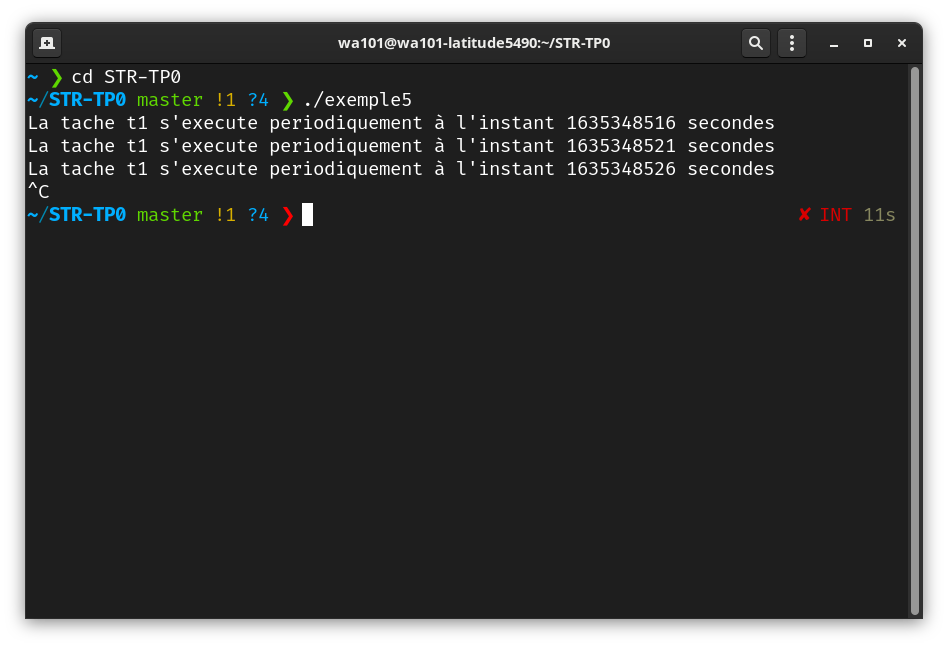 wa101@wa101-latitude5490:~/STR-TP0
~ ❯ cd STR-TP0
~/STR-TP0 master !1 ?4 ❯ ./exemple5
La tache t1 s'execute periodiquement à l'instant 1635348516 secondes
La tache t1 s'execute periodiquement à l'instant 1635348521 secondes
La tache t1 s'execute periodiquement à l'instant 1635348526 secondes
^C
~/STR-TP0 master !1 ?4 ❯ ✘ INT 11s